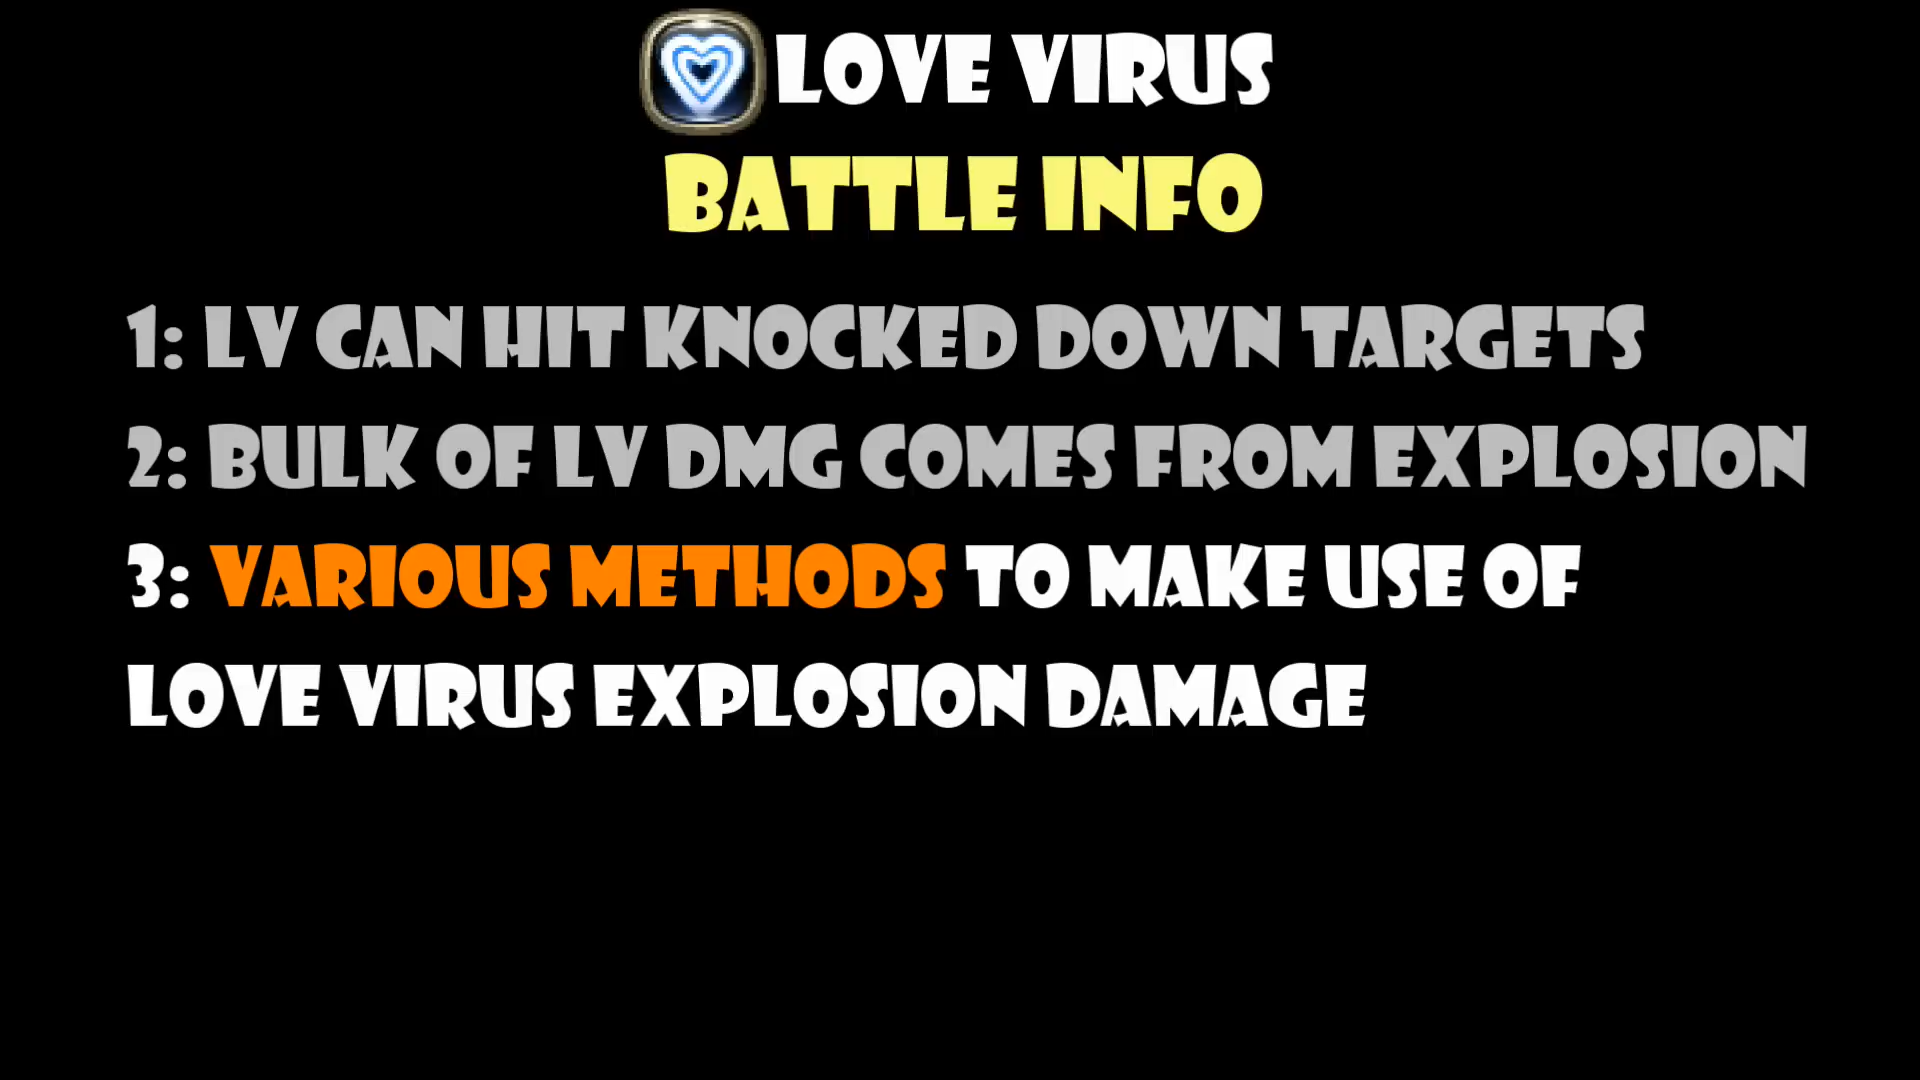 LOVE VIRUS
BATTLE INFO
1: LV CAN HIT KNOCKED DOWN TARGETS
2: BULK OF LV DMG COMES FROM EXPLOSION
3: VARIOUS METHODS TO MAKE USE OF
LOVE VIRUS EXPLOSION DAMAGE